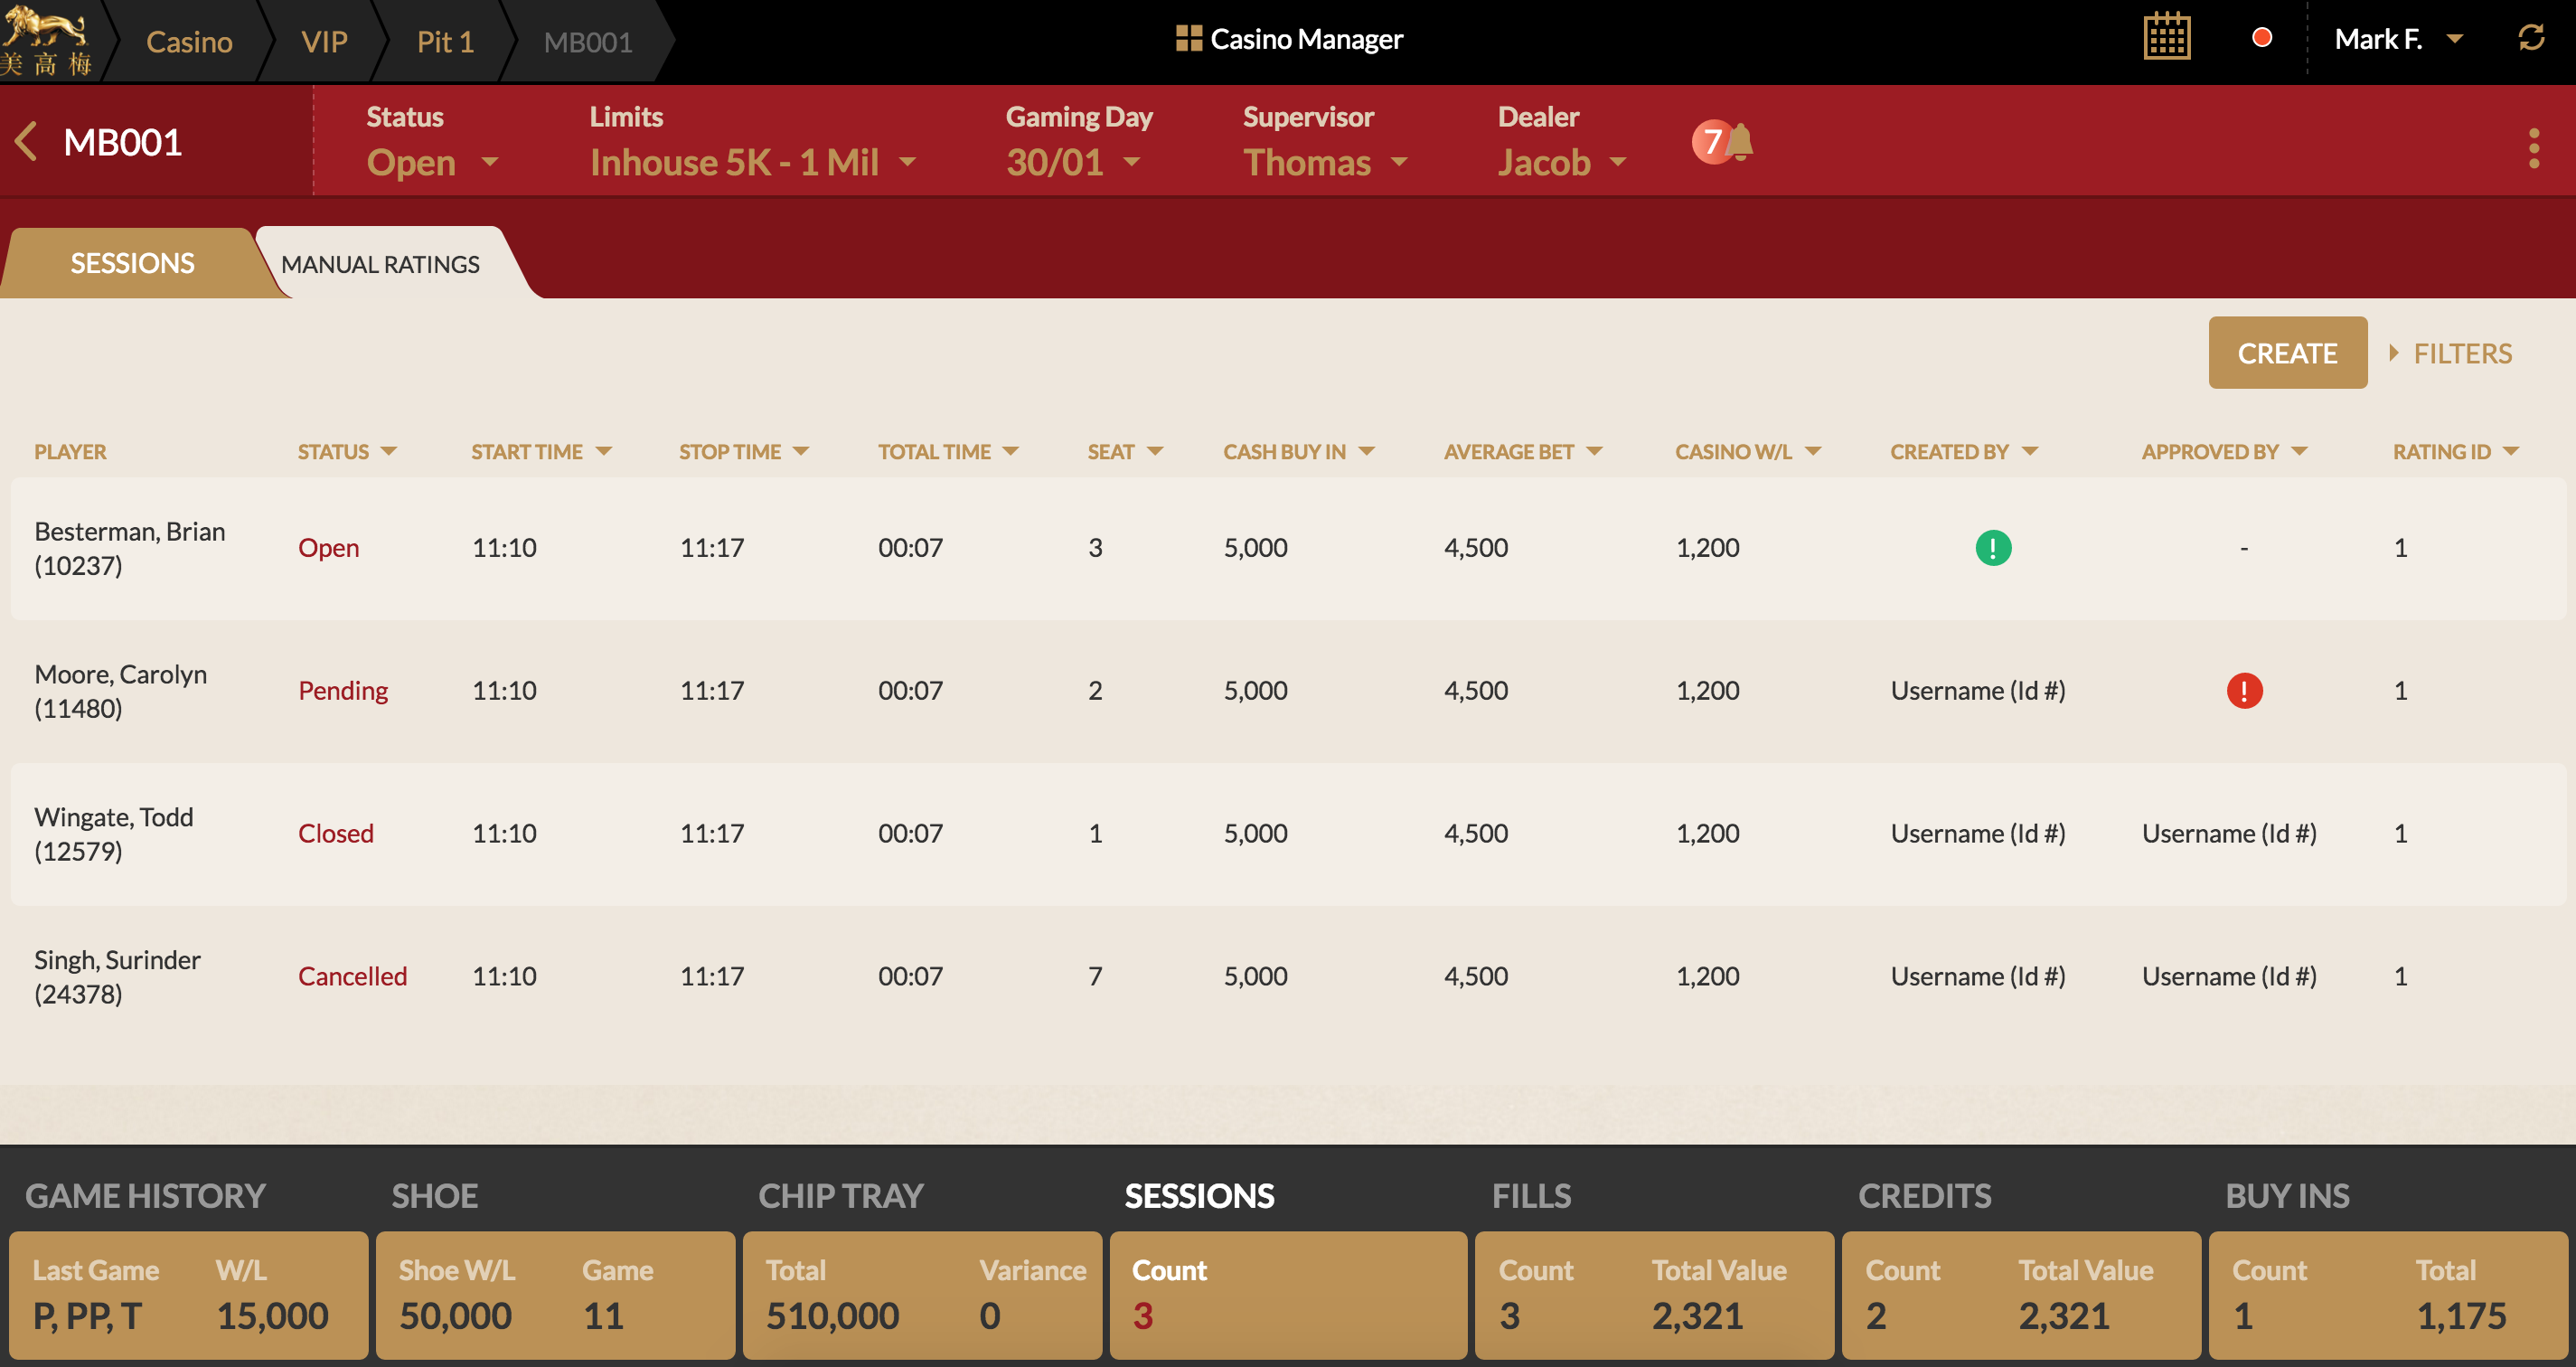 美高梅
Casino
VIP
Pit 1
MB001
Casino Manager
Mark F.
MB001
Status
Open
Limits
Inhouse 5K - 1 Mil
Gaming Day
30/01
Supervisor
Thomas
Dealer
Jacob
7
SESSIONS
MANUAL RATINGS
CREATE
FILTERS
PLAYER STATUS START TIME STOP TIME TOTAL TIME SEAT CASH BUY IN AVERAGE BET CASINO W/L CREATED BY APPROVED BY RATING ID
Besterman, Brian
(10237)
Open 11:10 11:17 00:07 3 5,000 4,500 1,200 ! - 1
Moore, Carolyn
(11480)
Pending 11:10 11:17 00:07 2 5,000 4,500 1,200 Username (Id #) ! 1
Wingate, Todd
(12579)
Closed 11:10 11:17 00:07 1 5,000 4,500 1,200 Username (Id #) Username (Id #) 1
Singh, Surinder
(24378)
Cancelled 11:10 11:17 00:07 7 5,000 4,500 1,200 Username (Id #) Username (Id #) 1
GAME HISTORY
Last Game W/L
P, PP, T 15,000
SHOE
Shoe W/L Game
50,000 11
CHIP TRAY
Total Variance
510,000 0
SESSIONS
Count
3
FILLS
Count Total Value
3 2,321
CREDITS
Count Total Value
2 2,321
BUY INS
Count Total
1 1,175